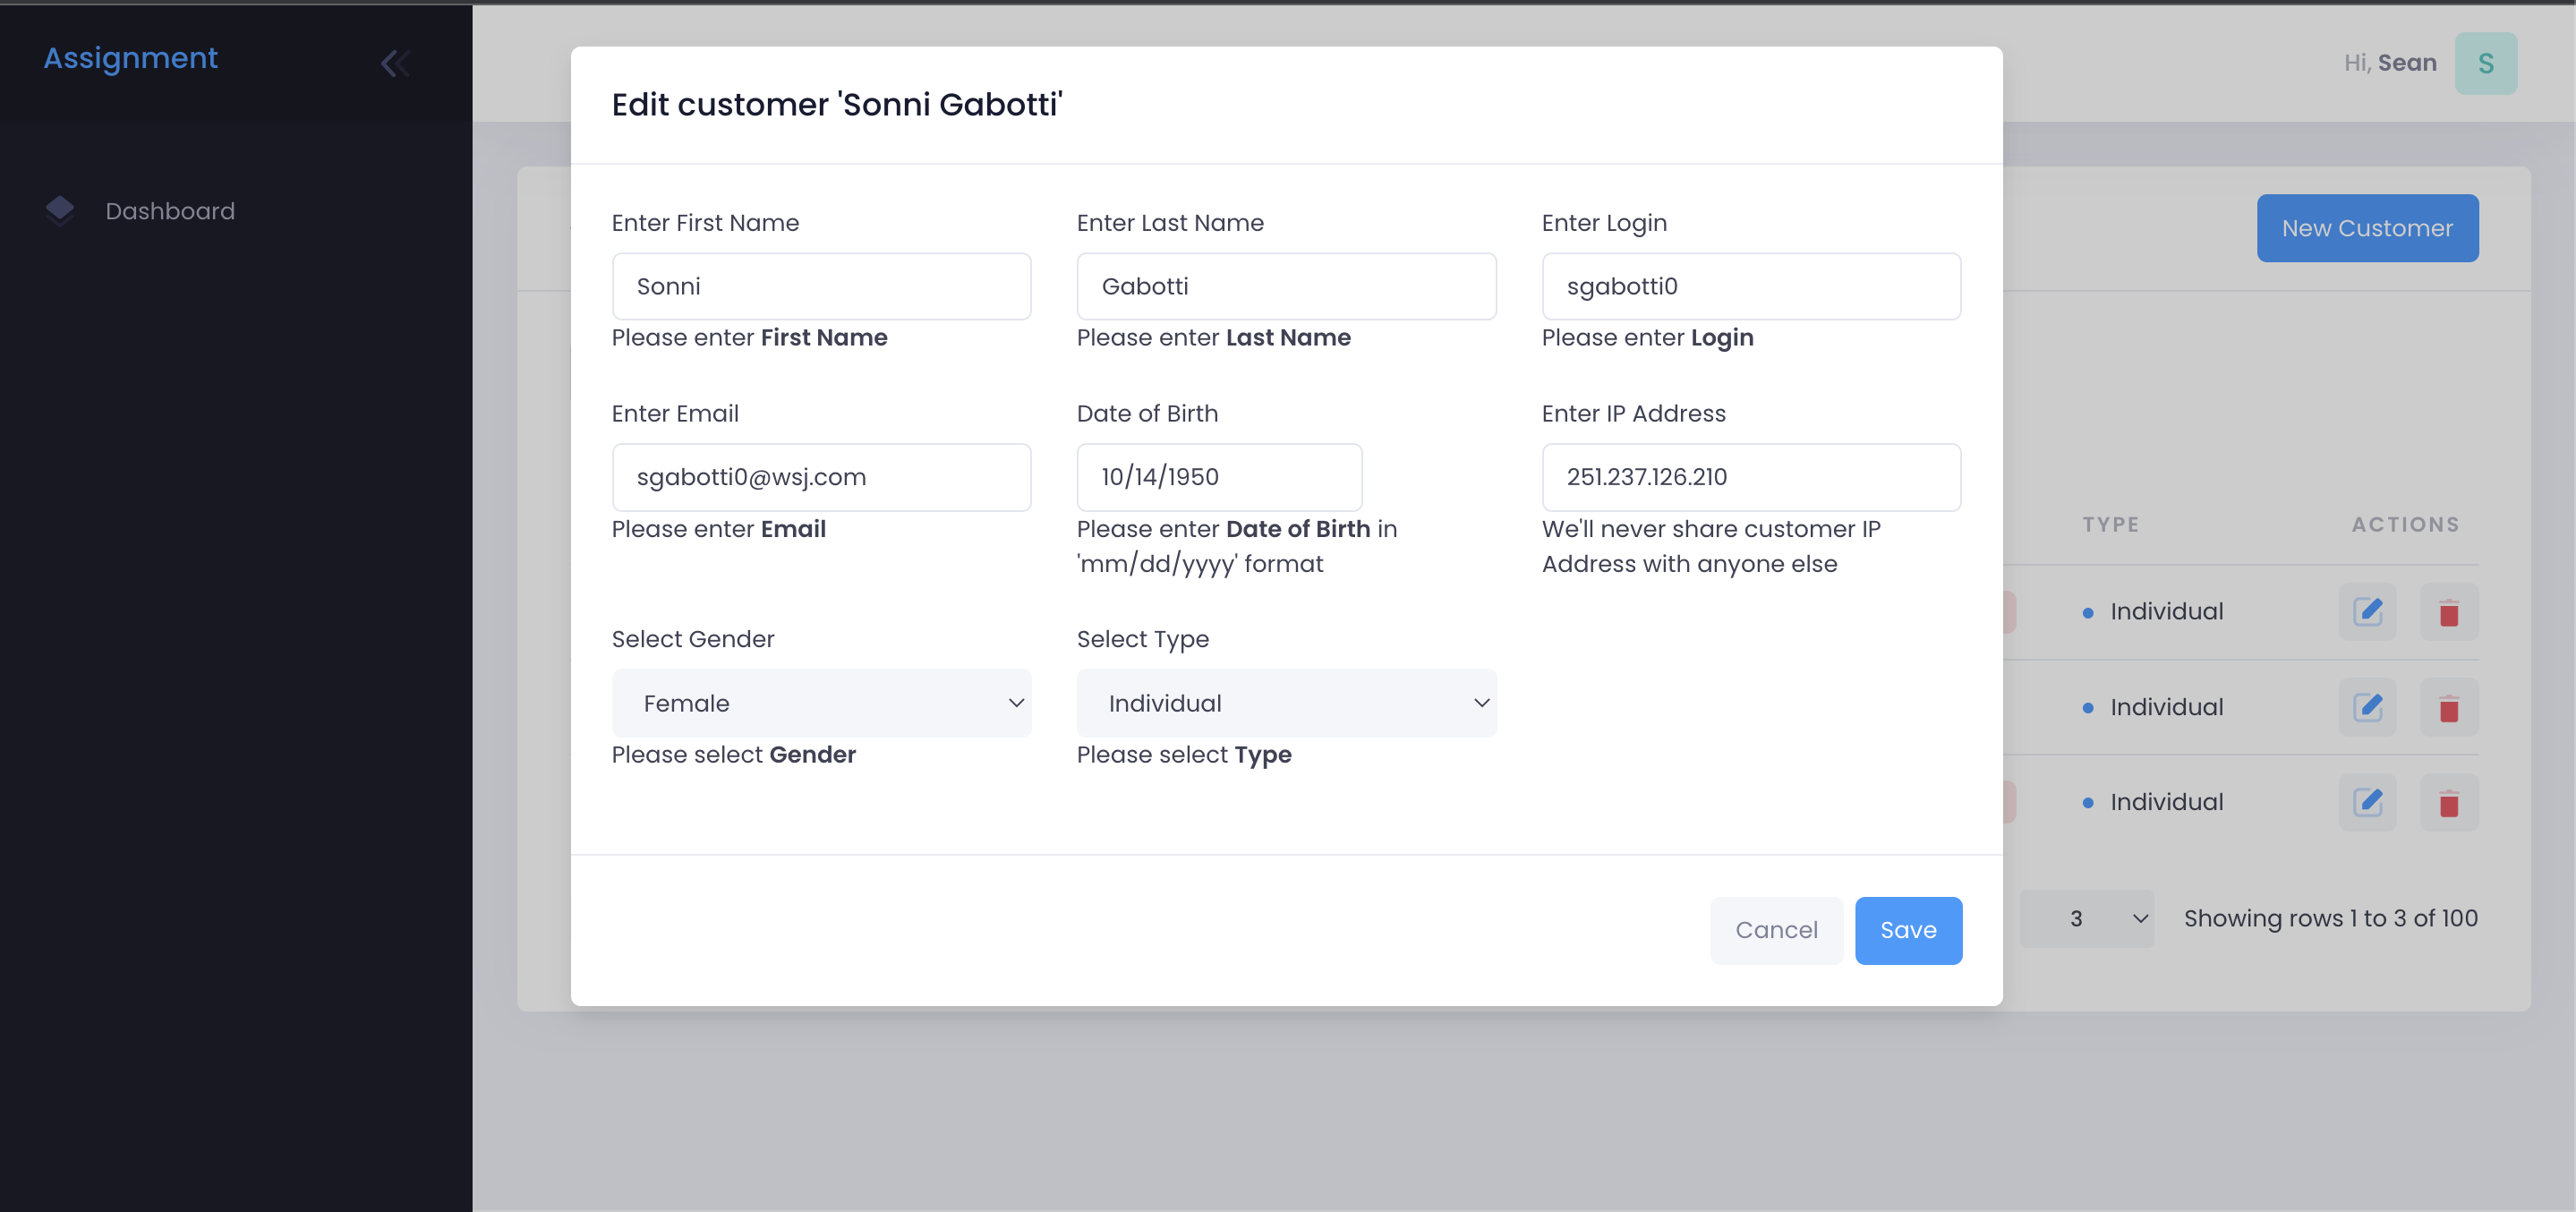 Assignment
Hi, Sean
S
Dashboard
Edit customer 'Sonni Gabotti'
New Customer
Enter First Name
Enter Last Name
Enter Login
Sonni
Gabotti
sgabotti0
Please enter First Name
Please enter Last Name
Please enter Login
Enter Email
Date of Birth
Enter IP Address
sgabotti0@wsj.com
10/14/1950
251.237.126.210
Please enter Email
Please enter Date of Birth in
'mm/dd/yyyy' format
We'll never share customer IP
Address with anyone else
Select Gender
Select Type
Female
Individual
Please select Gender
Please select Type
Cancel
Save
TYPE
ACTIONS
Individual
Individual
Individual
3
Showing rows 1 to 3 of 100